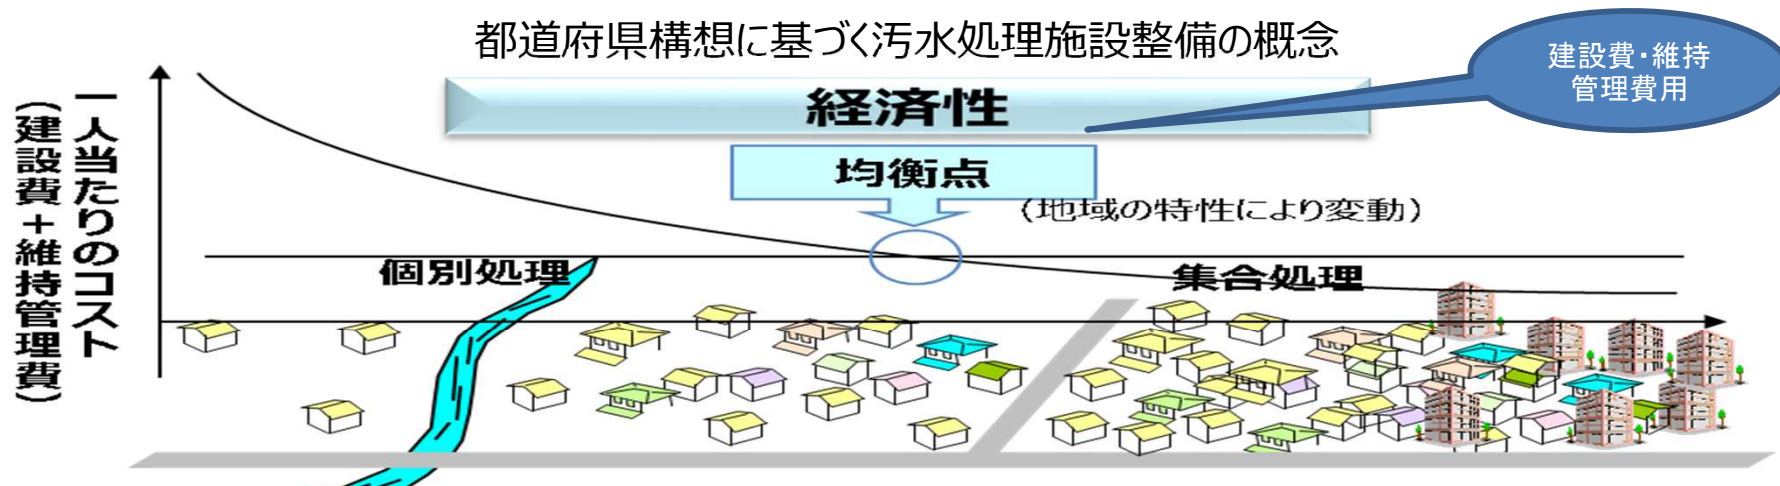 都道府県構想に基づく汚水処理施設整備の概念
建設費・維持
管理費用
経済性
均衡点
（地域の特性により変動）
一人当たりのコスト
（建設費＋維持管理費）
個別処理
集合処理